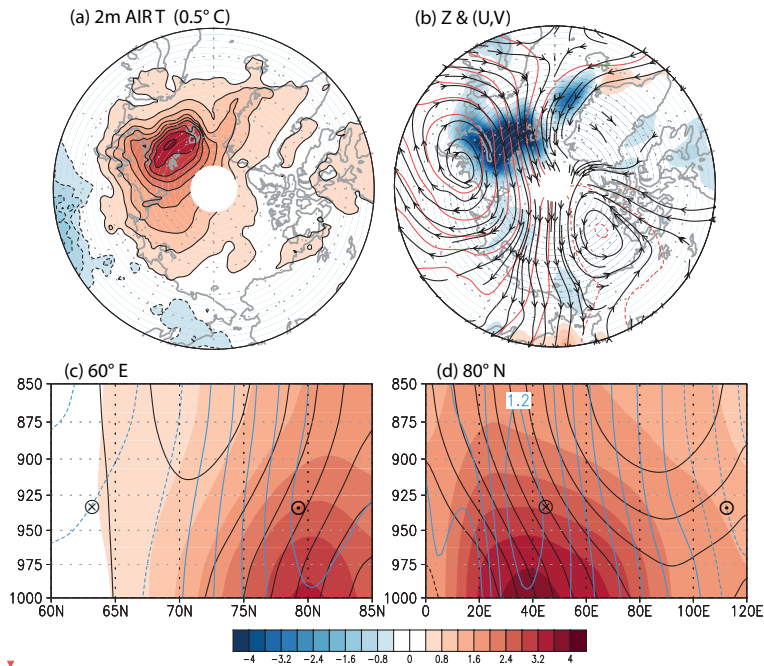 (a) 2m AIR T (0.5° C)
(b) Z & (U,V)
(c) 60° E
(d) 80° N
850
875
900
925
950
975
1000
60N 65N 70N 75N 80N 85N
850
875
900
925
950
975
1000
1.2
0 20E 40E 60E 80E 100E 120E
−4 −3.2 −2.4 −1.6 −0.8 0 0.8 1.6 2.4 3.2 4